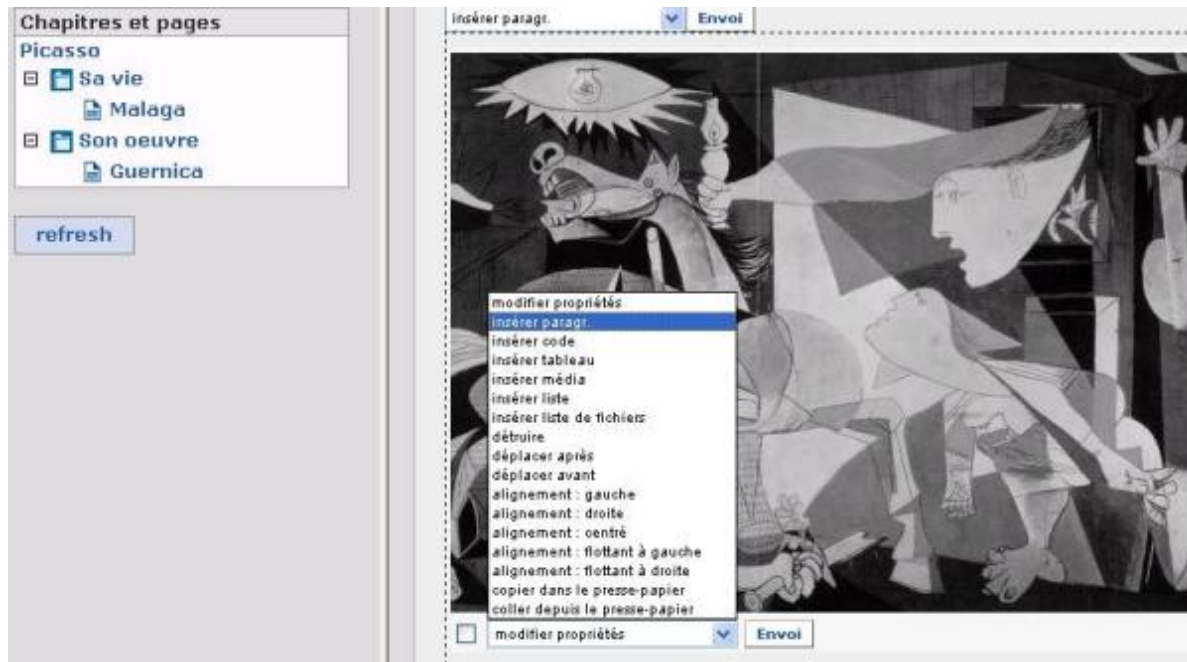 Chapitres et pages
Picasso
Sa vie
Malaga
Son oeuvre
Guernica
refresh
insérer paragr. Envoi
modifier propriétés
insérer paragr.
insérer code
insérer tableau
insérer média
insérer liste
insérer liste de fichiers
détruire
déplacer après
déplacer avant
alignement : gauche
alignement : droite
alignement : centré
alignement : flottant à gauche
alignement : flottant à droite
copier dans le presse-papier
coller depuis le presse-papier
modifier propriétés Envoi